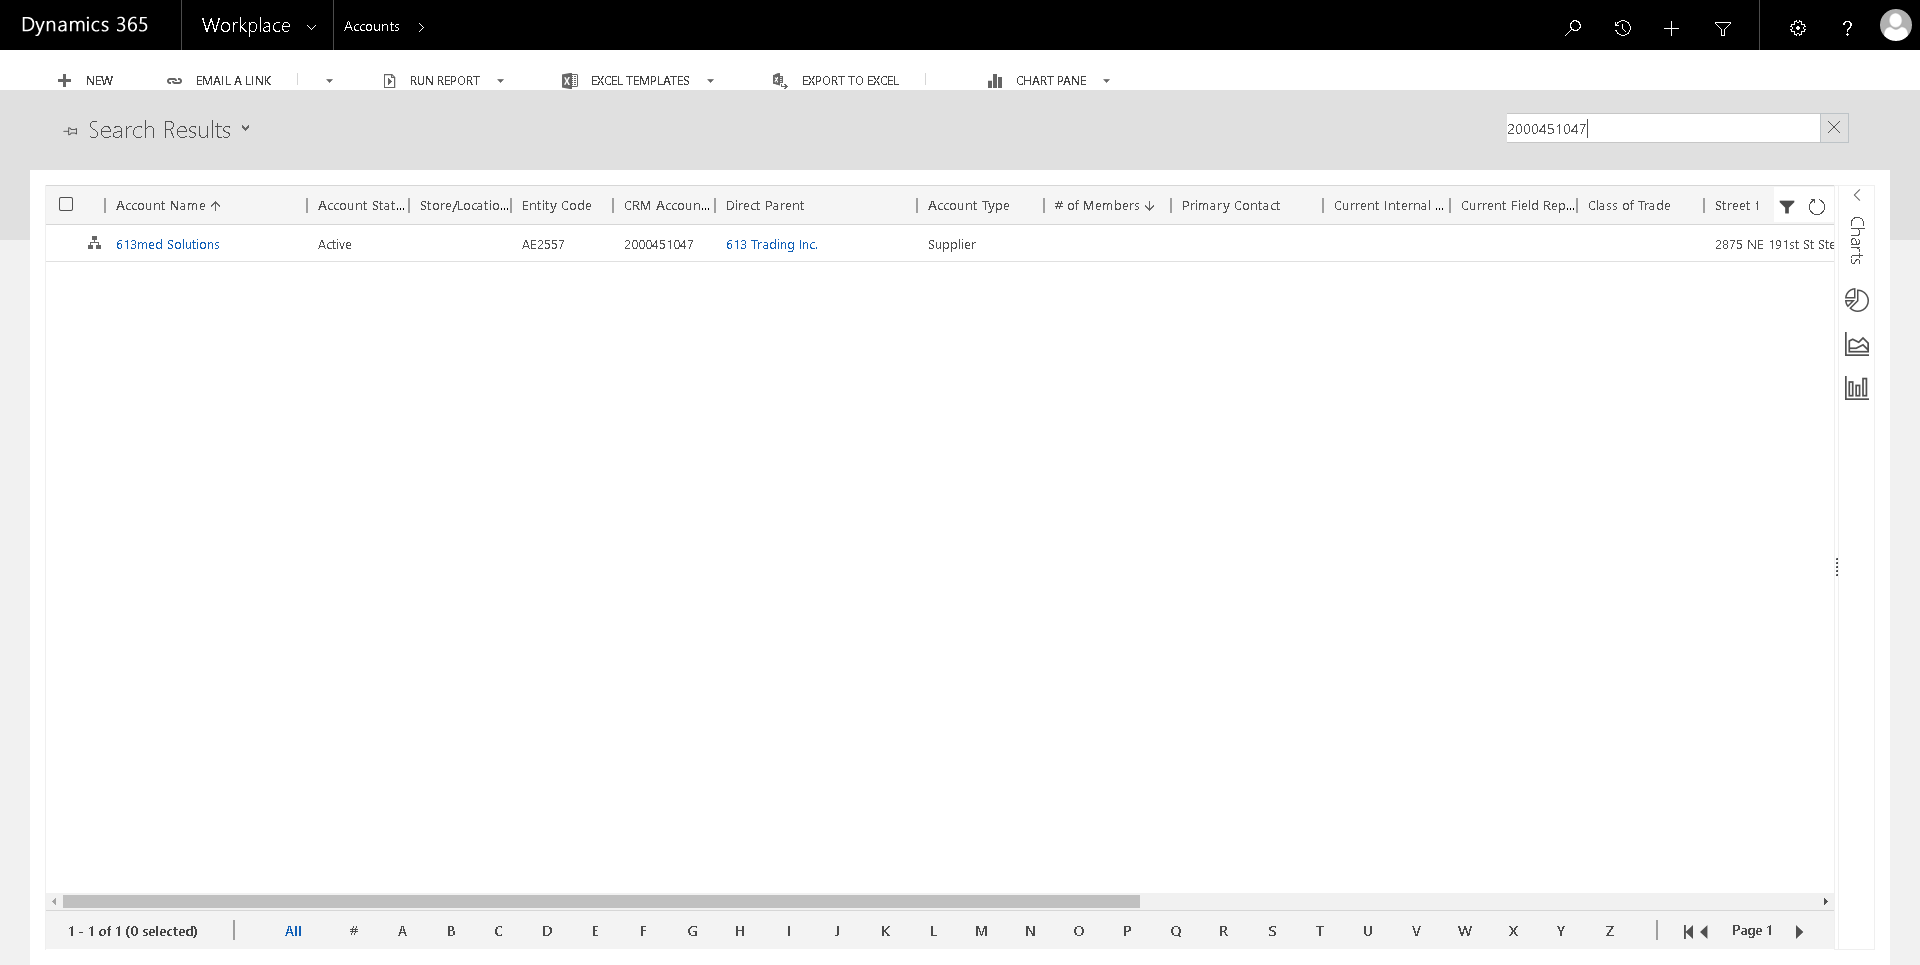 Dynamics 365 Workplace Accounts
NEW EMAIL A LINK RUN REPORT EXCEL TEMPLATES EXPORT TO EXCEL CHART PANE
Search Results 2000451047
Account Name Account Stat... Store/Locatio... Entity Code CRM Accoun... Direct Parent Account Type # of Members Primary Contact Current Internal ... Current Field Rep... Class of Trade Street 1
613med Solutions Active AE2557 2000451047 613 Trading Inc. Supplier 2875 NE 191st St Ste
Charts
1 - 1 of 1 (0 selected) All # A B C D E F G H I J K L M N O P Q R S T U V W X Y Z Page 1